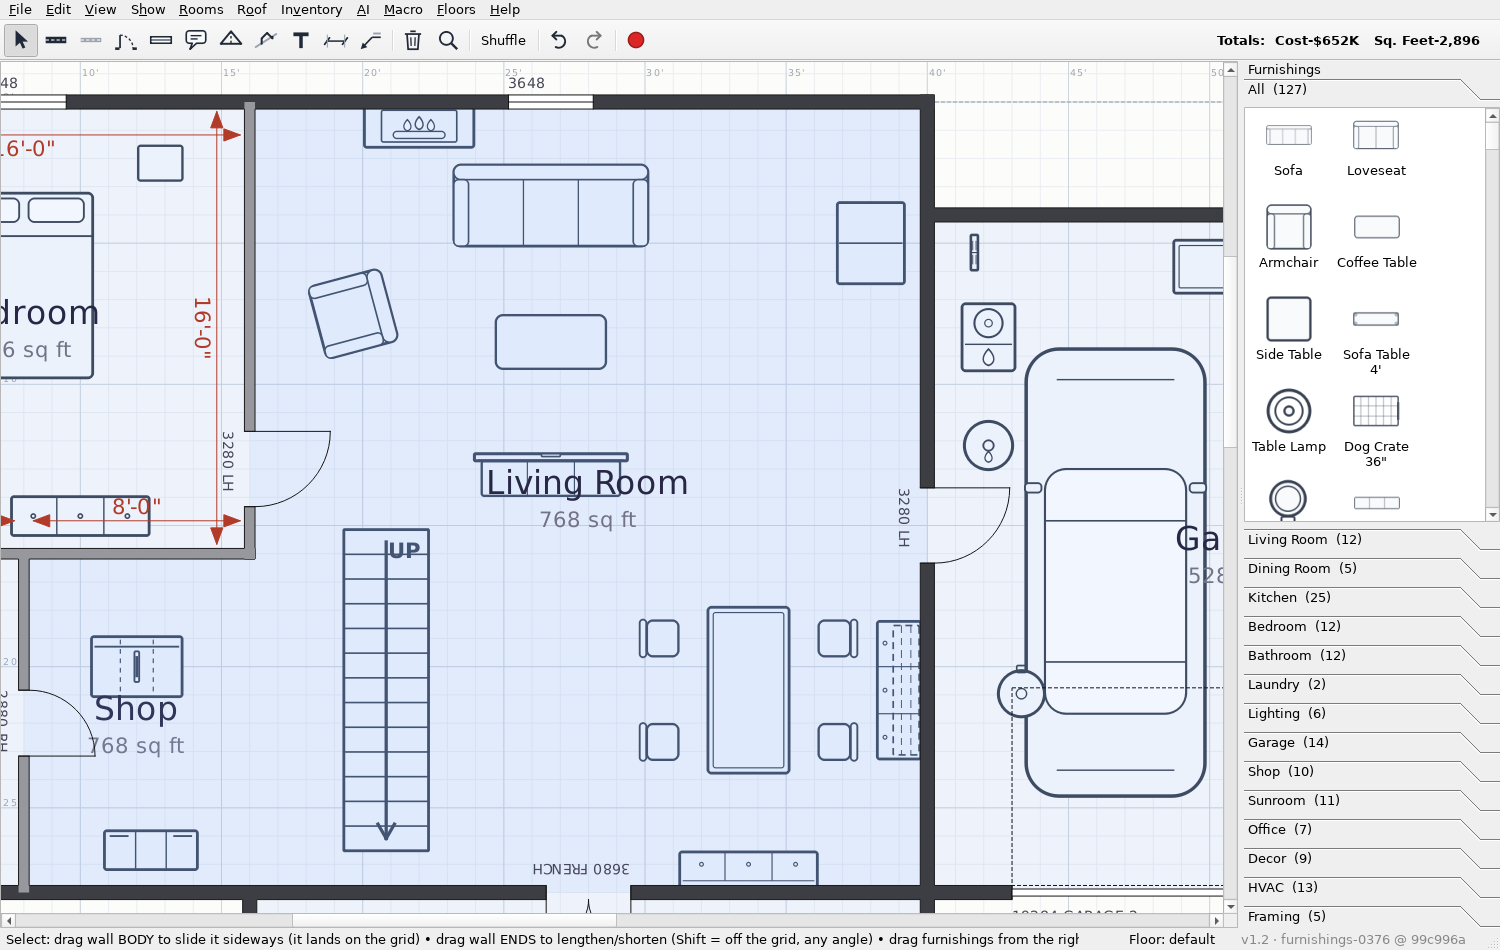 File Edit View Show Rooms Roof Inventory AI Macro Floors Help
Shuffle
Totals: Cost-$652K Sq. Feet-2,896
10' 15' 20' 25' 30' 35' 40' 45' 50
48
3648
16'-0"
droom
6 sq ft
16'-0"
3280 LH
8'-0"
Living Room
768 sq ft
3280 LH
UP
Ga
528
20
Shop
768 sq ft
25
3680 FRENCH
Furnishings
All (127)
Sofa
Loveseat
Armchair
Coffee Table
Side Table
Sofa Table
4'
Table Lamp
Dog Crate
36"
Living Room (12)
Dining Room (5)
Kitchen (25)
Bedroom (12)
Bathroom (12)
Laundry (2)
Lighting (6)
Garage (14)
Shop (10)
Sunroom (11)
Office (7)
Decor (9)
HVAC (13)
Framing (5)
Select: drag wall BODY to slide it sideways (it lands on the grid) • drag wall ENDS to lengthen/shorten (Shift = off the grid, any angle) • drag furnishings from the righ
Floor: default
v1.2 · furnishings-0376 @ 99c996a